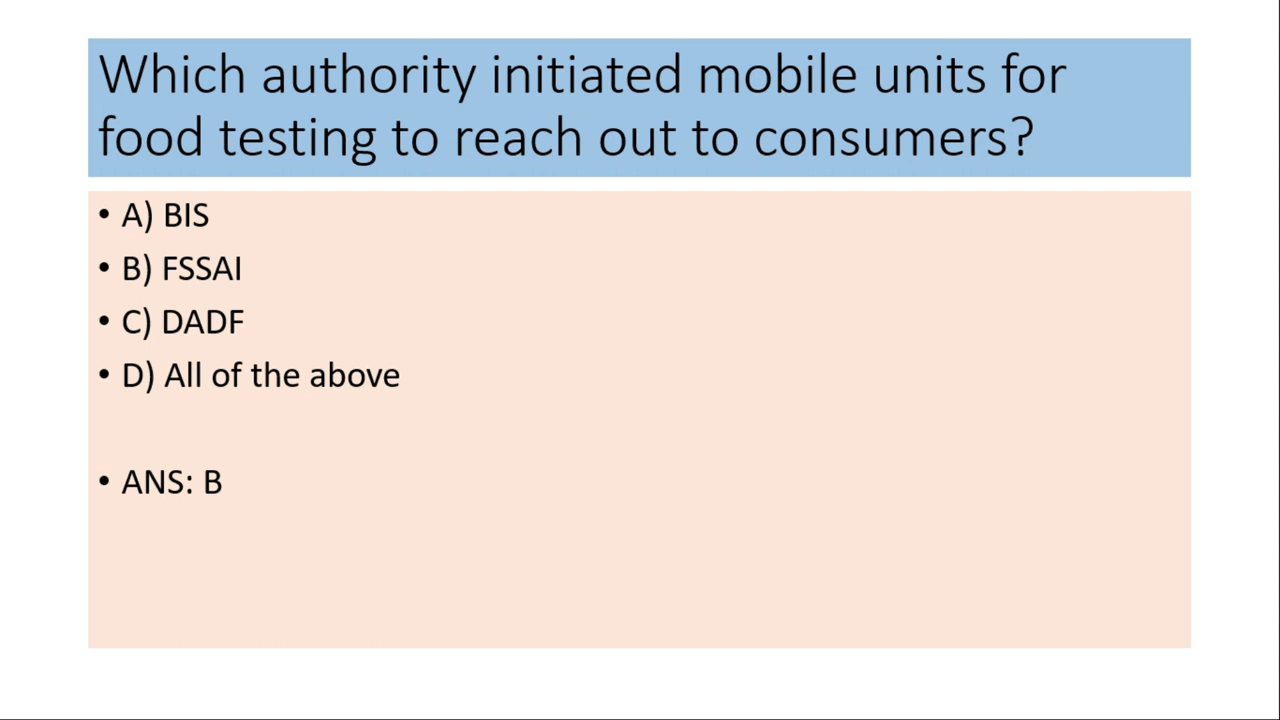 Which authority initiated mobile units for
food testing to reach out to consumers?
• A) BIS
• B) FSSAI
• C) DADF
• D) All of the above
• ANS: B